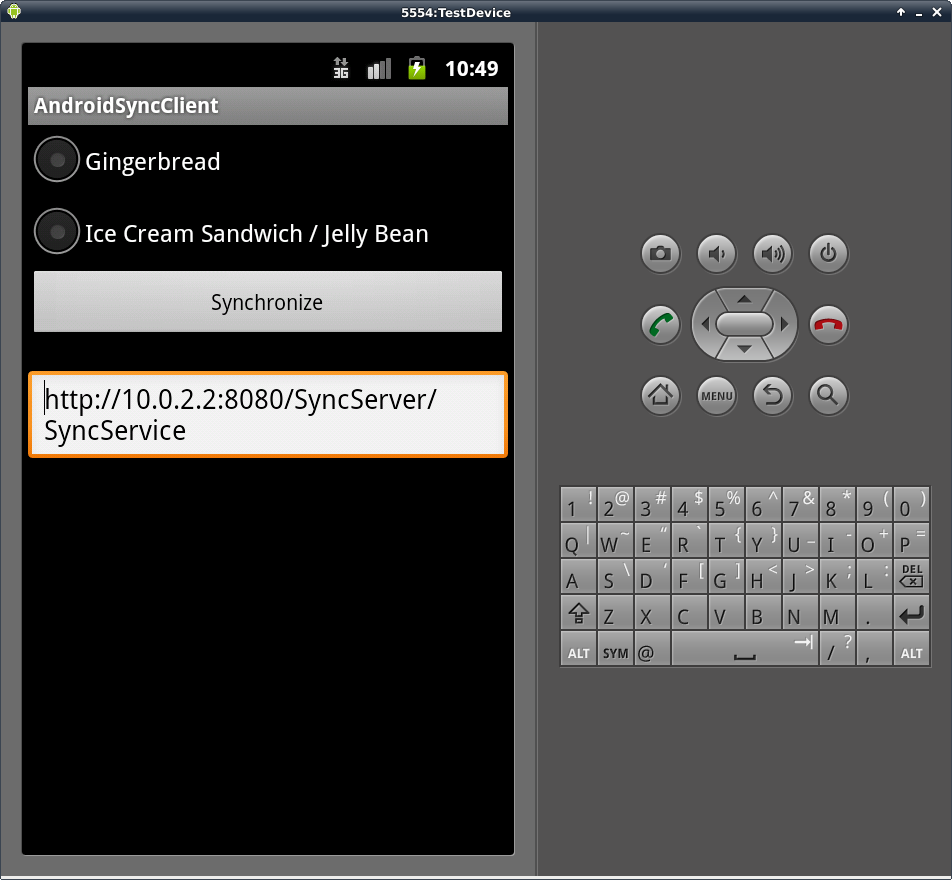 5554:TestDevice
3G 10:49
AndroidSyncClient
Gingerbread
Ice Cream Sandwich / Jelly Bean
Synchronize
http://10.0.2.2:8080/SyncServer/
SyncService
MENU
1 ! 2 @ 3 # 4 $ 5 % 6 ^ 7 & 8 * 9 ( 0 )
Q | W ~ E “ R ` T { Y } U _ I - O + P =
A S \ D ‘ F [ G ] H < J > K ; L : DEL
Z X C V B N M .
ALT SYM @ / ? , ALT